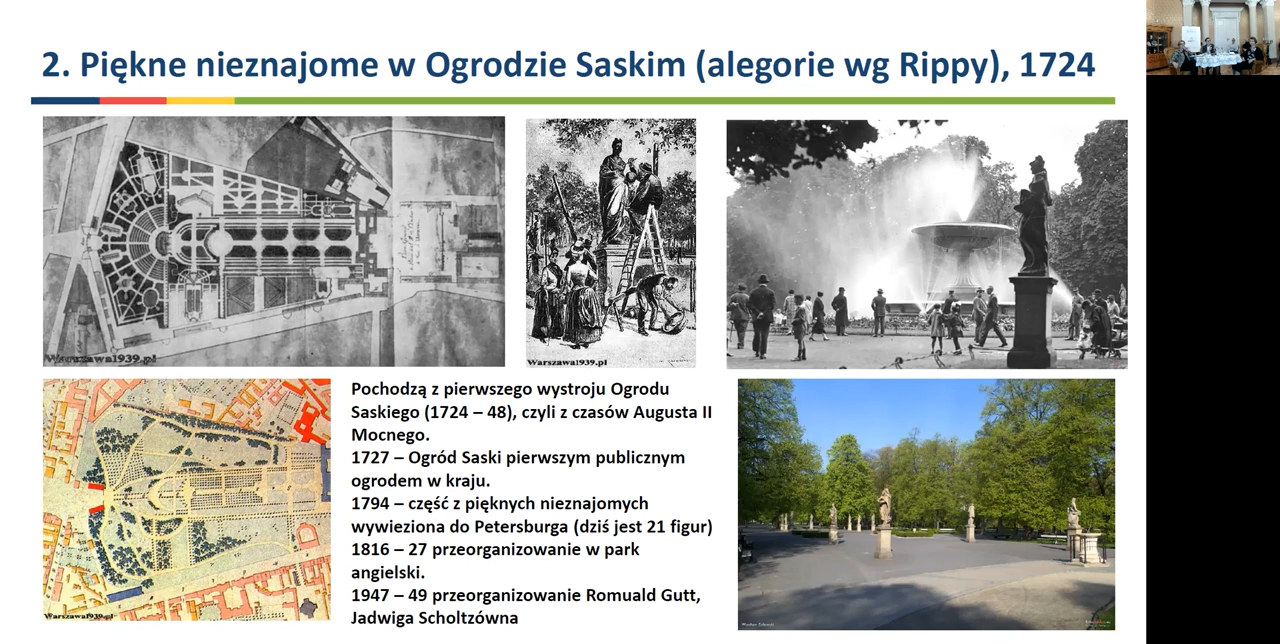 2. Piękne nieznajome w Ogrodzie Saskim (alegorie wg Rippy), 1724
Warszawa1939.pl
Warszawa1939.pl
Pochodzą z pierwszego wystroju Ogrodu
Saskiego (1724 – 48), czyli z czasów Augusta II
Mocnego.
1727 – Ogród Saski pierwszym publicznym
ogrodem w kraju.
1794 – część z pięknych nieznajomych
wywieziona do Petersburga (dziś jest 21 figur)
1816 – 27 przeorganizowanie w park
angielski.
1947 – 49 przeorganizowanie Romuald Gutt,
Jadwiga Scholtzówna
Warszawa1939.pl